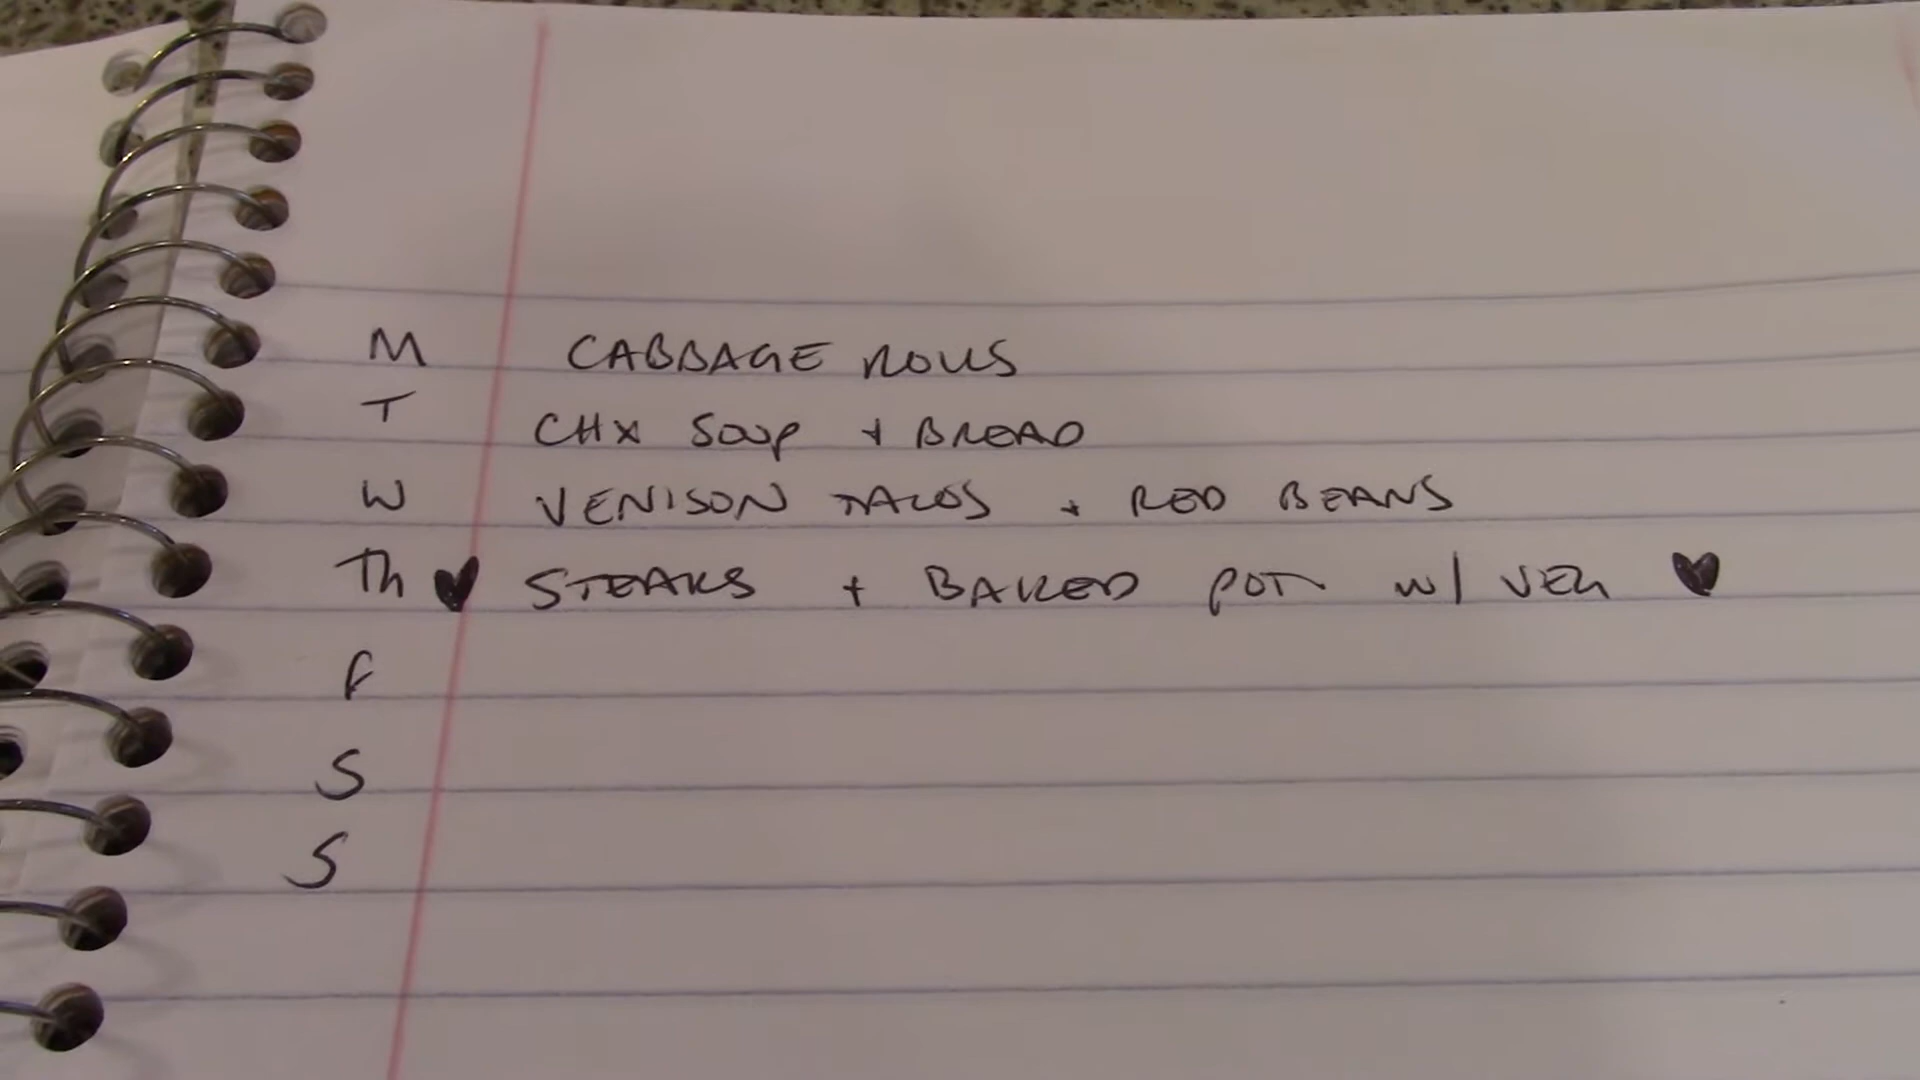 M CABBAGE ROLLS
T CHX SOUP + BREAD
W VENISON TACOS + RED BEANS
Th ♥ STEAKS + BAKED POT w/ VEG ♥
F
S
S